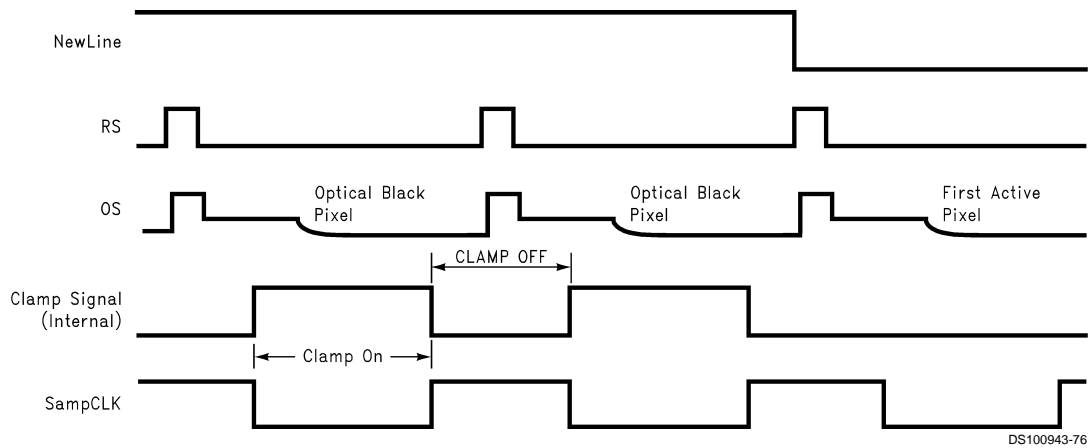 NewLine
RS
OS
Optical Black
Pixel
Optical Black
Pixel
First Active
Pixel
CLAMP OFF
Clamp Signal
(Internal)
Clamp On
SampCLK
DS100943-76